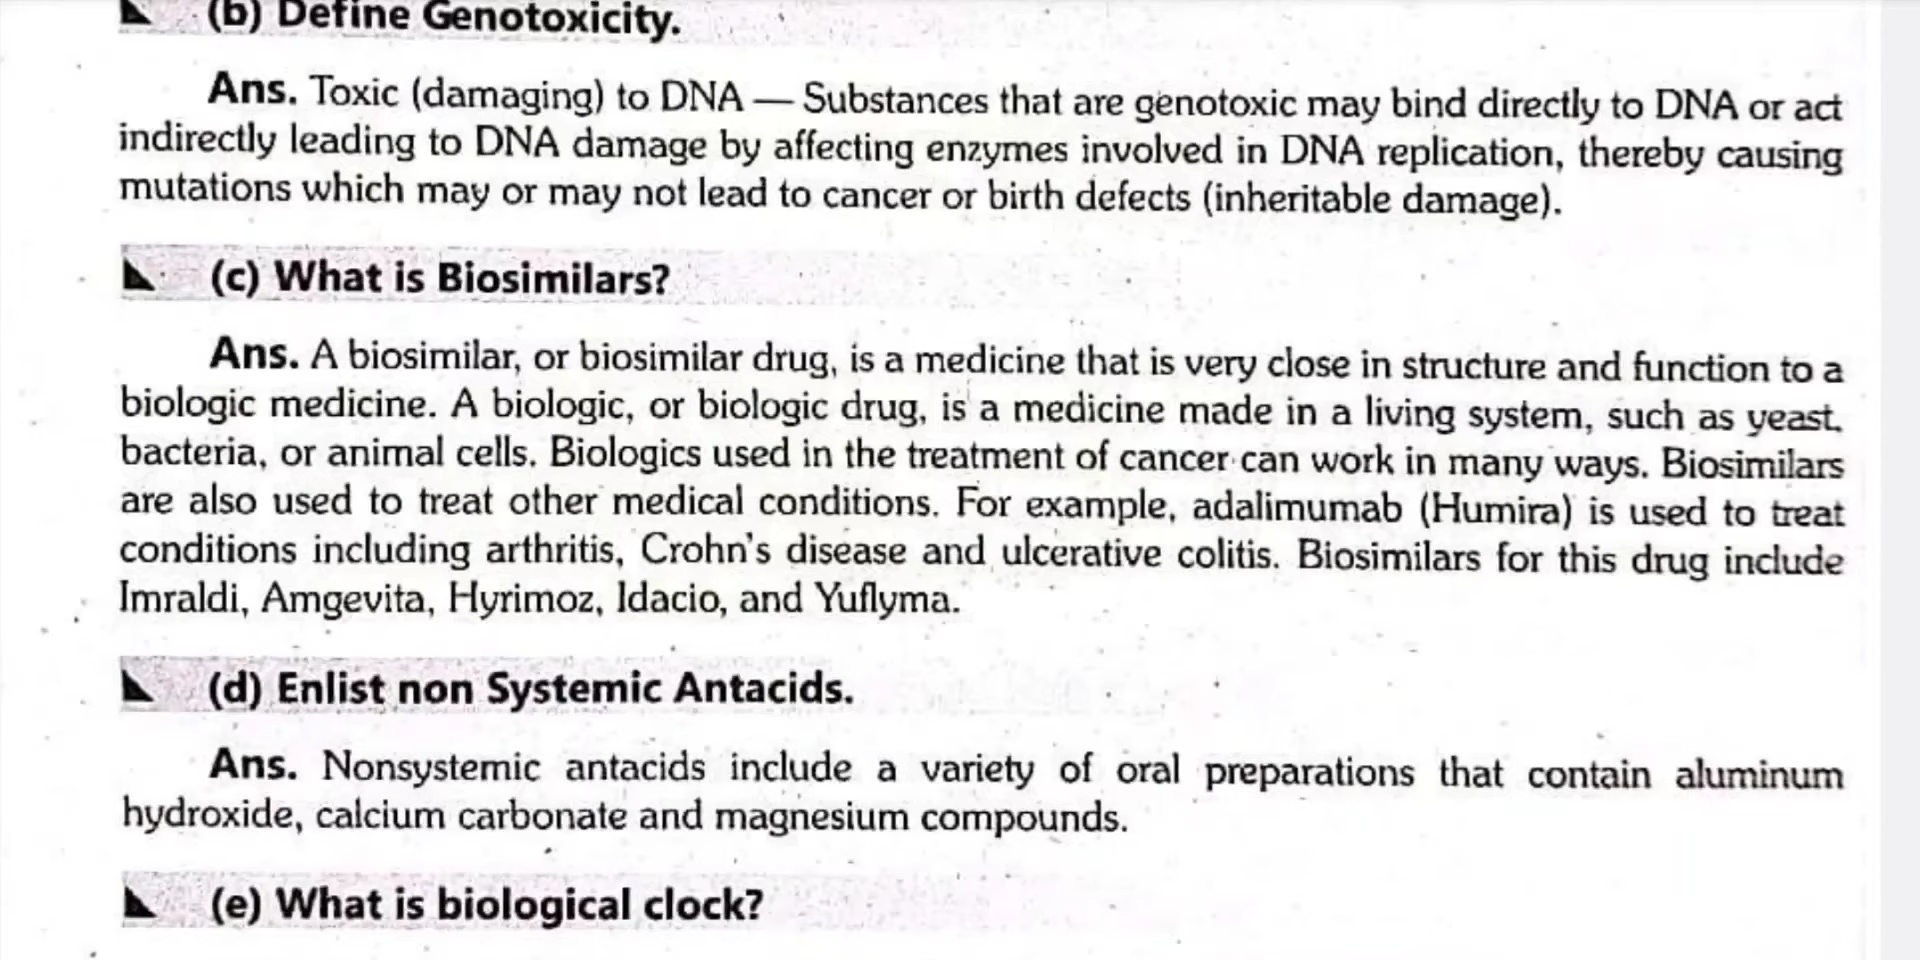 (b) Define Genotoxicity.
Ans. Toxic (damaging) to DNA — Substances that are genotoxic may bind directly to DNA or act
indirectly leading to DNA damage by affecting enzymes involved in DNA replication, thereby causing
mutations which may or may not lead to cancer or birth defects (inheritable damage).
(c) What is Biosimilars?
Ans. A biosimilar, or biosimilar drug, is a medicine that is very close in structure and function to a
biologic medicine. A biologic, or biologic drug, is a medicine made in a living system, such as yeast,
bacteria, or animal cells. Biologics used in the treatment of cancer can work in many ways. Biosimilars
are also used to treat other medical conditions. For example, adalimumab (Humira) is used to treat
conditions including arthritis, Crohn's disease and ulcerative colitis. Biosimilars for this drug include
Imraldi, Amgevita, Hyrimoz, Idacio, and Yuflyma.
(d) Enlist non Systemic Antacids.
Ans. Nonsystemic antacids include a variety of oral preparations that contain aluminum
hydroxide, calcium carbonate and magnesium compounds.
(e) What is biological clock?